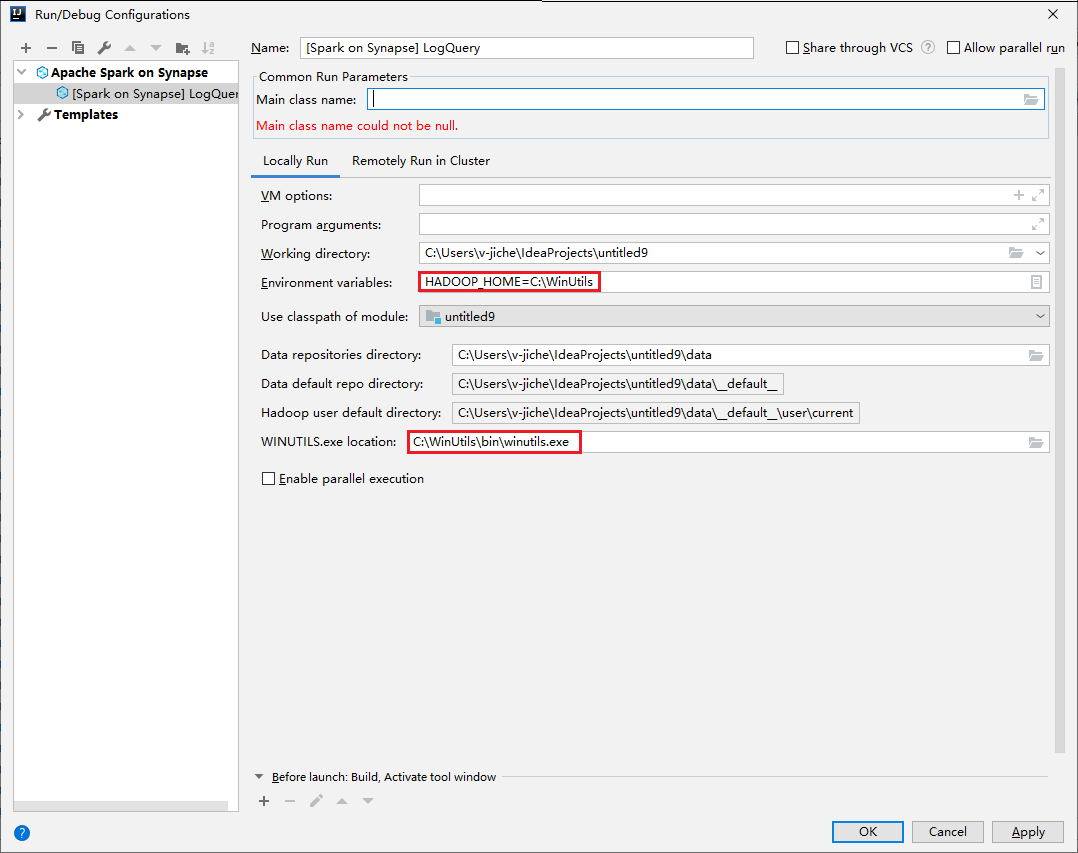 Run/Debug Configurations
Name: [Spark on Synapse] LogQuery Share through VCS ? Allow parallel run
Apache Spark on Synapse
[Spark on Synapse] LogQuer
Templates
Common Run Parameters
Main class name:
Main class name could not be null.
Locally Run Remotely Run in Cluster
VM options:
Program arguments:
Working directory: C:\Users\v-jiche\IdeaProjects\untitled9
Environment variables: HADOOP_HOME=C:\WinUtils
Use classpath of module: untitled9
Data repositories directory: C:\Users\v-jiche\IdeaProjects\untitled9\data
Data default repo directory: C:\Users\v-jiche\IdeaProjects\untitled9\data\__default__
Hadoop user default directory: C:\Users\v-jiche\IdeaProjects\untitled9\data\__default__\user\current
WINUTILS.exe location: C:\WinUtils\bin\winutils.exe
Enable parallel execution
Before launch: Build, Activate tool window
? OK Cancel Apply